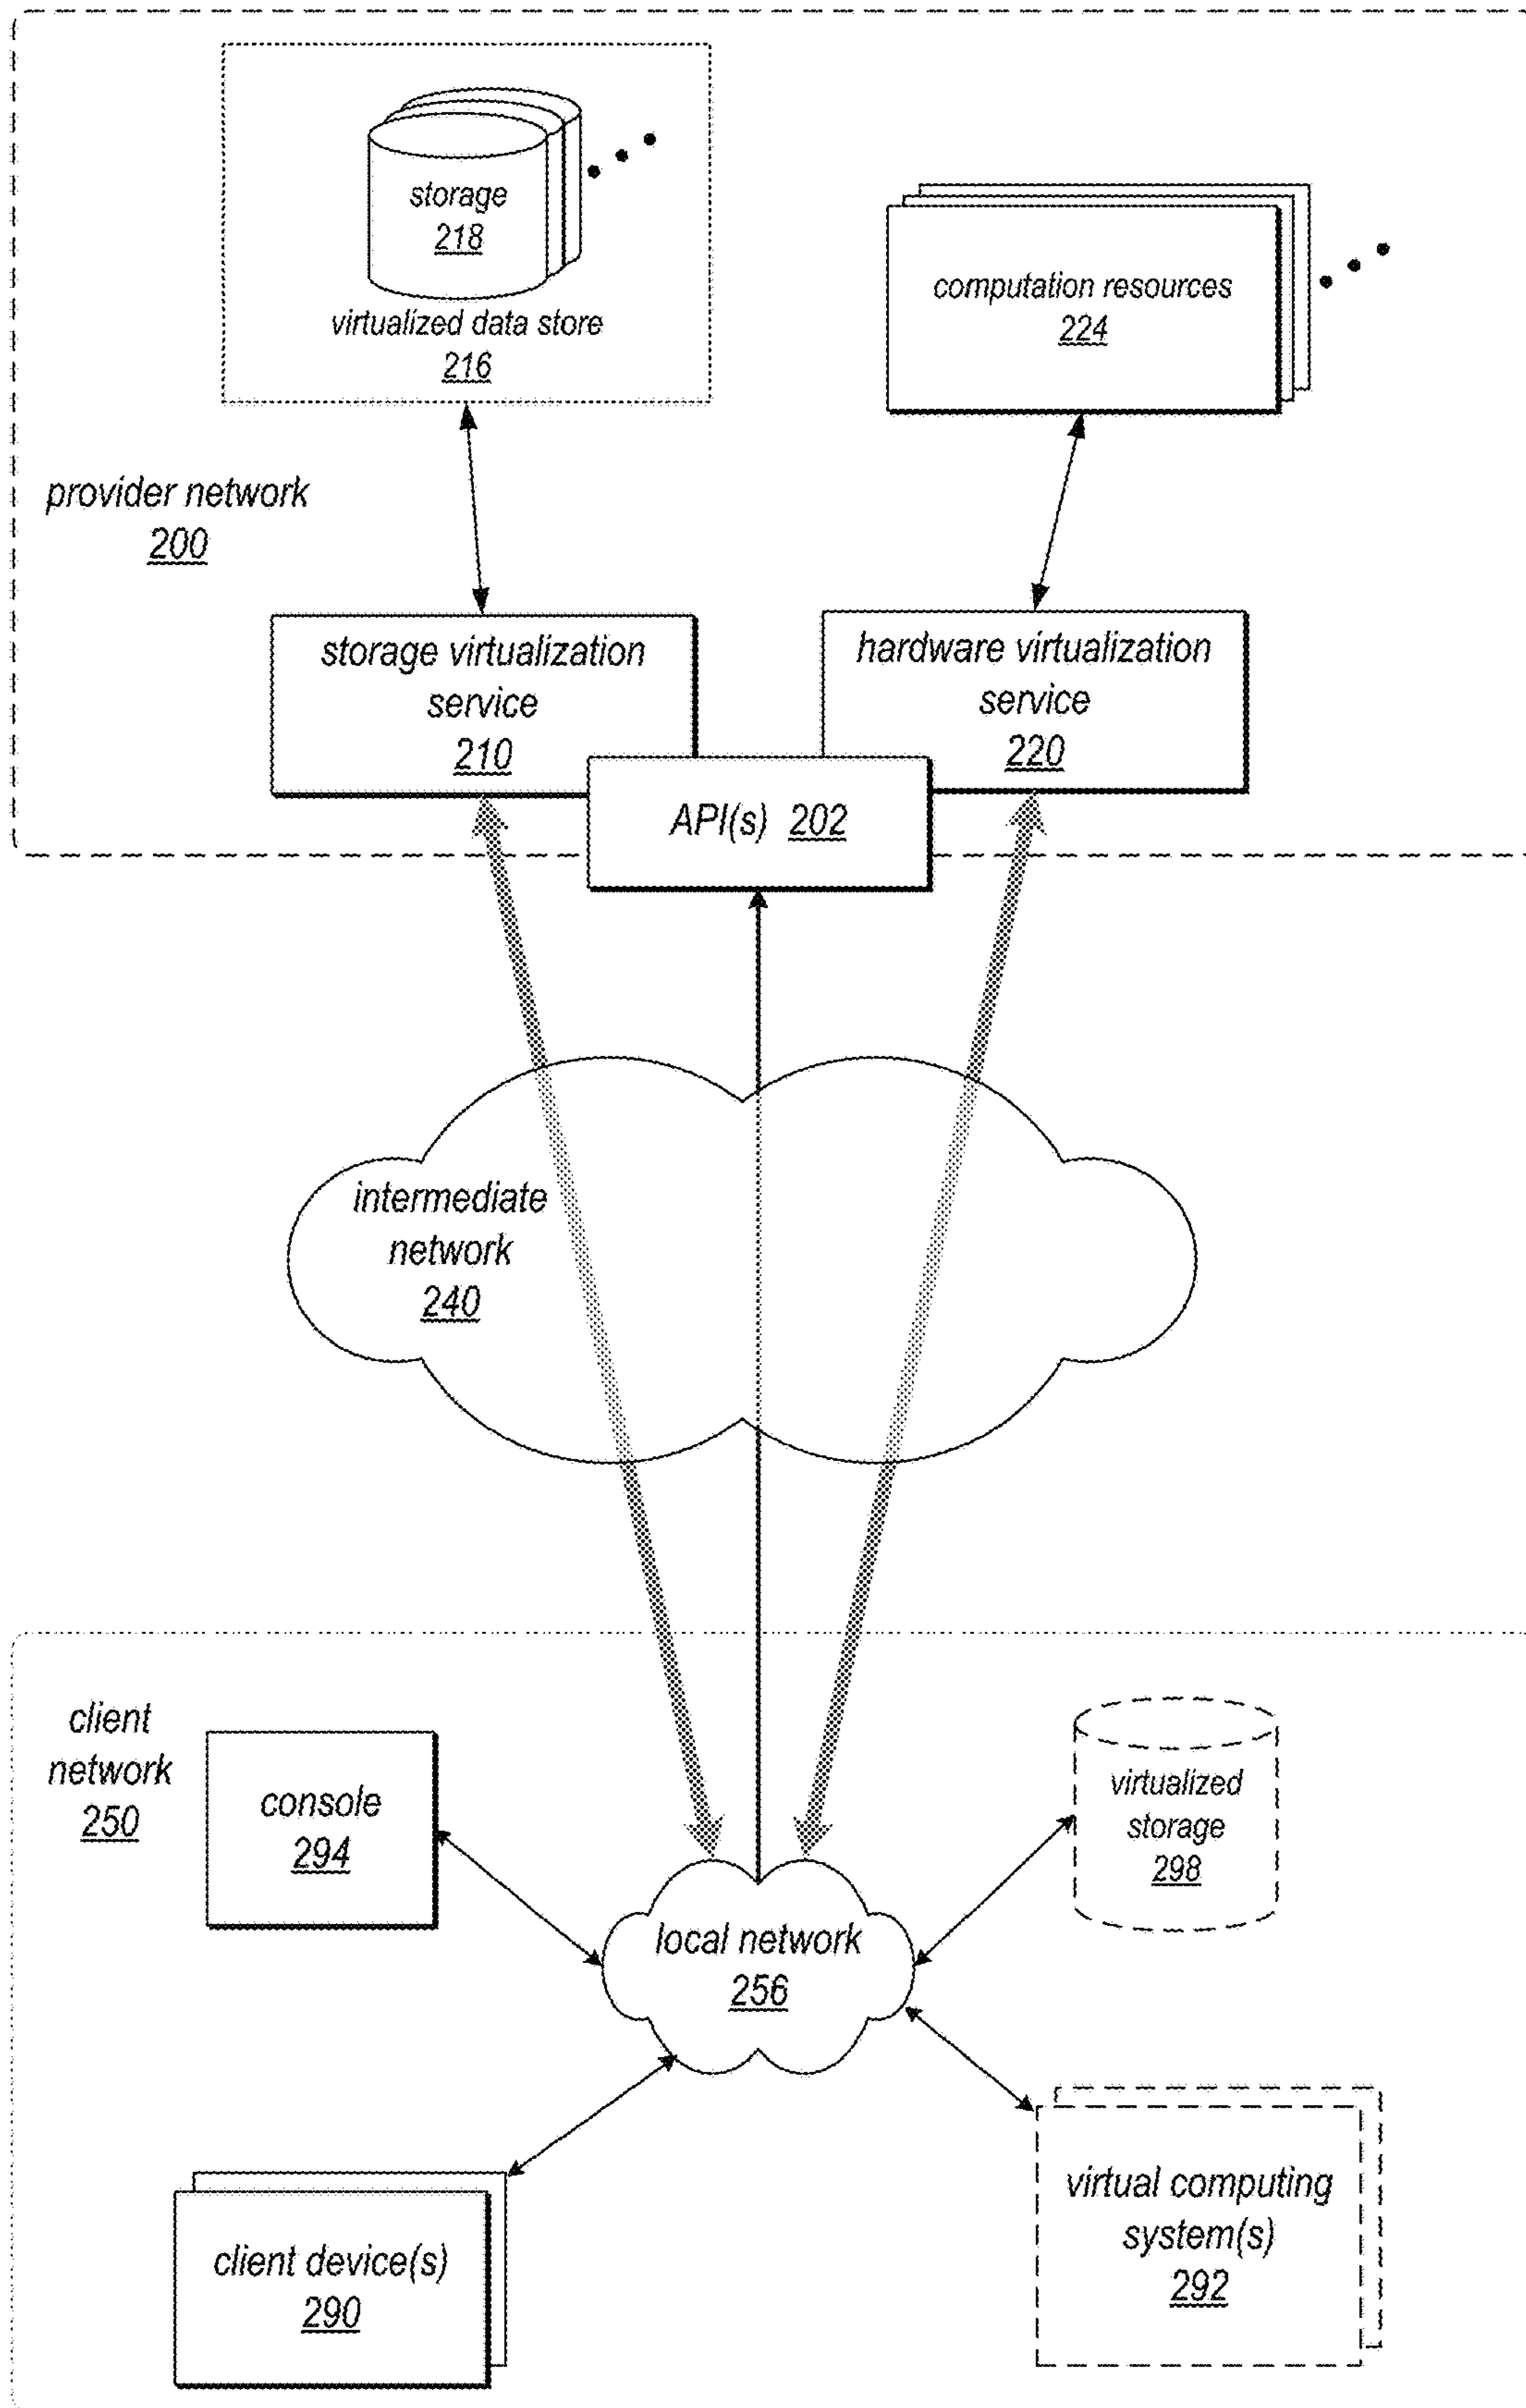 storage
218
virtualized data store
216
computation resources
224
provider network
200
storage virtualization
service
210
hardware virtualization
service
220
API(s) 202
intermediate
network
240
client
network
250
console
294
virtualized
storage
298
local network
256
client device(s)
290
virtual computing
system(s)
292